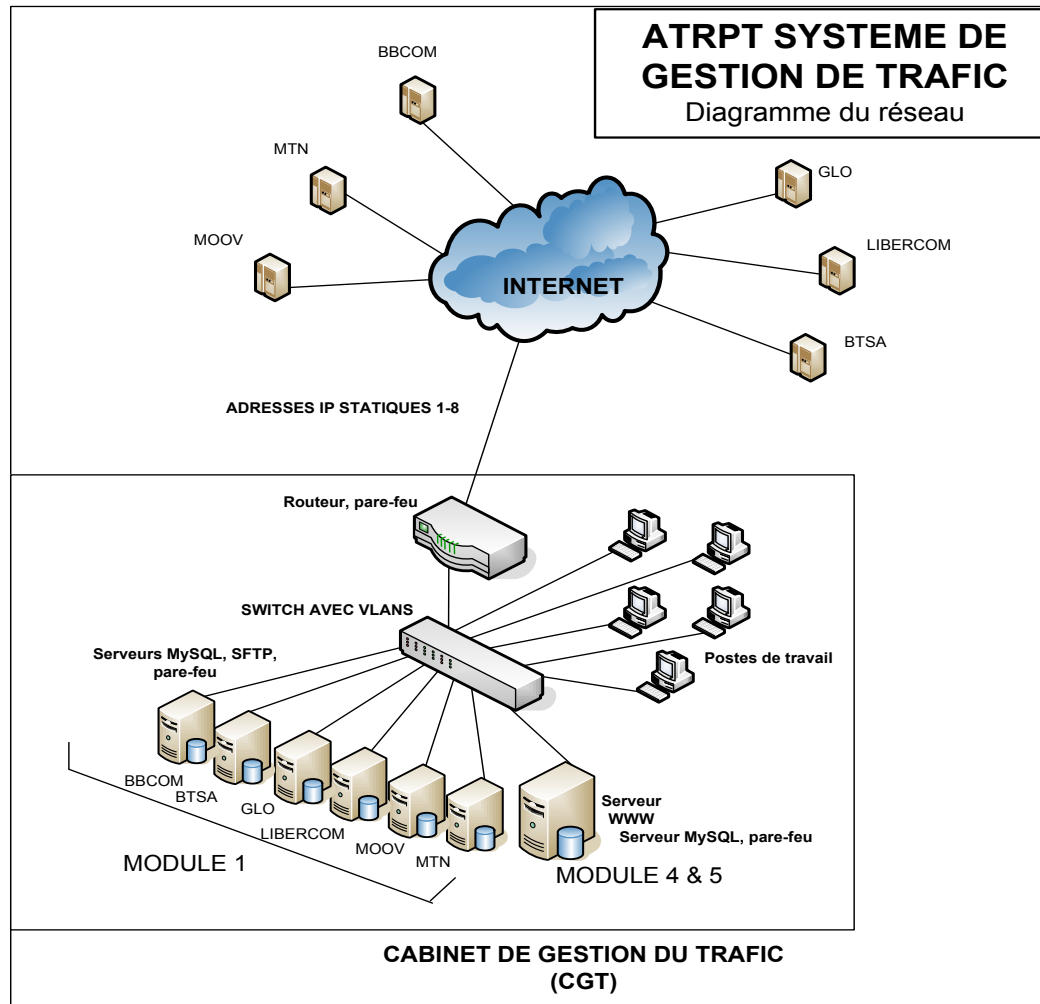 ATRPT SYSTEME DE
GESTION DE TRAFIC
Diagramme du réseau
BBCOM
MTN
MOOV
GLO
LIBERCOM
BTSA
INTERNET
ADRESSES IP STATIQUES 1-8
Routeur, pare-feu
SWITCH AVEC VLANS
Serveurs MySQL, SFTP,
pare-feu
Postes de travail
BBCOM
BTSA
GLO
LIBERCOM
MOOV
MTN
Serveur
WWW
Serveur MySQL, pare-feu
MODULE 1
MODULE 4 & 5
CABINET DE GESTION DU TRAFIC
(CGT)